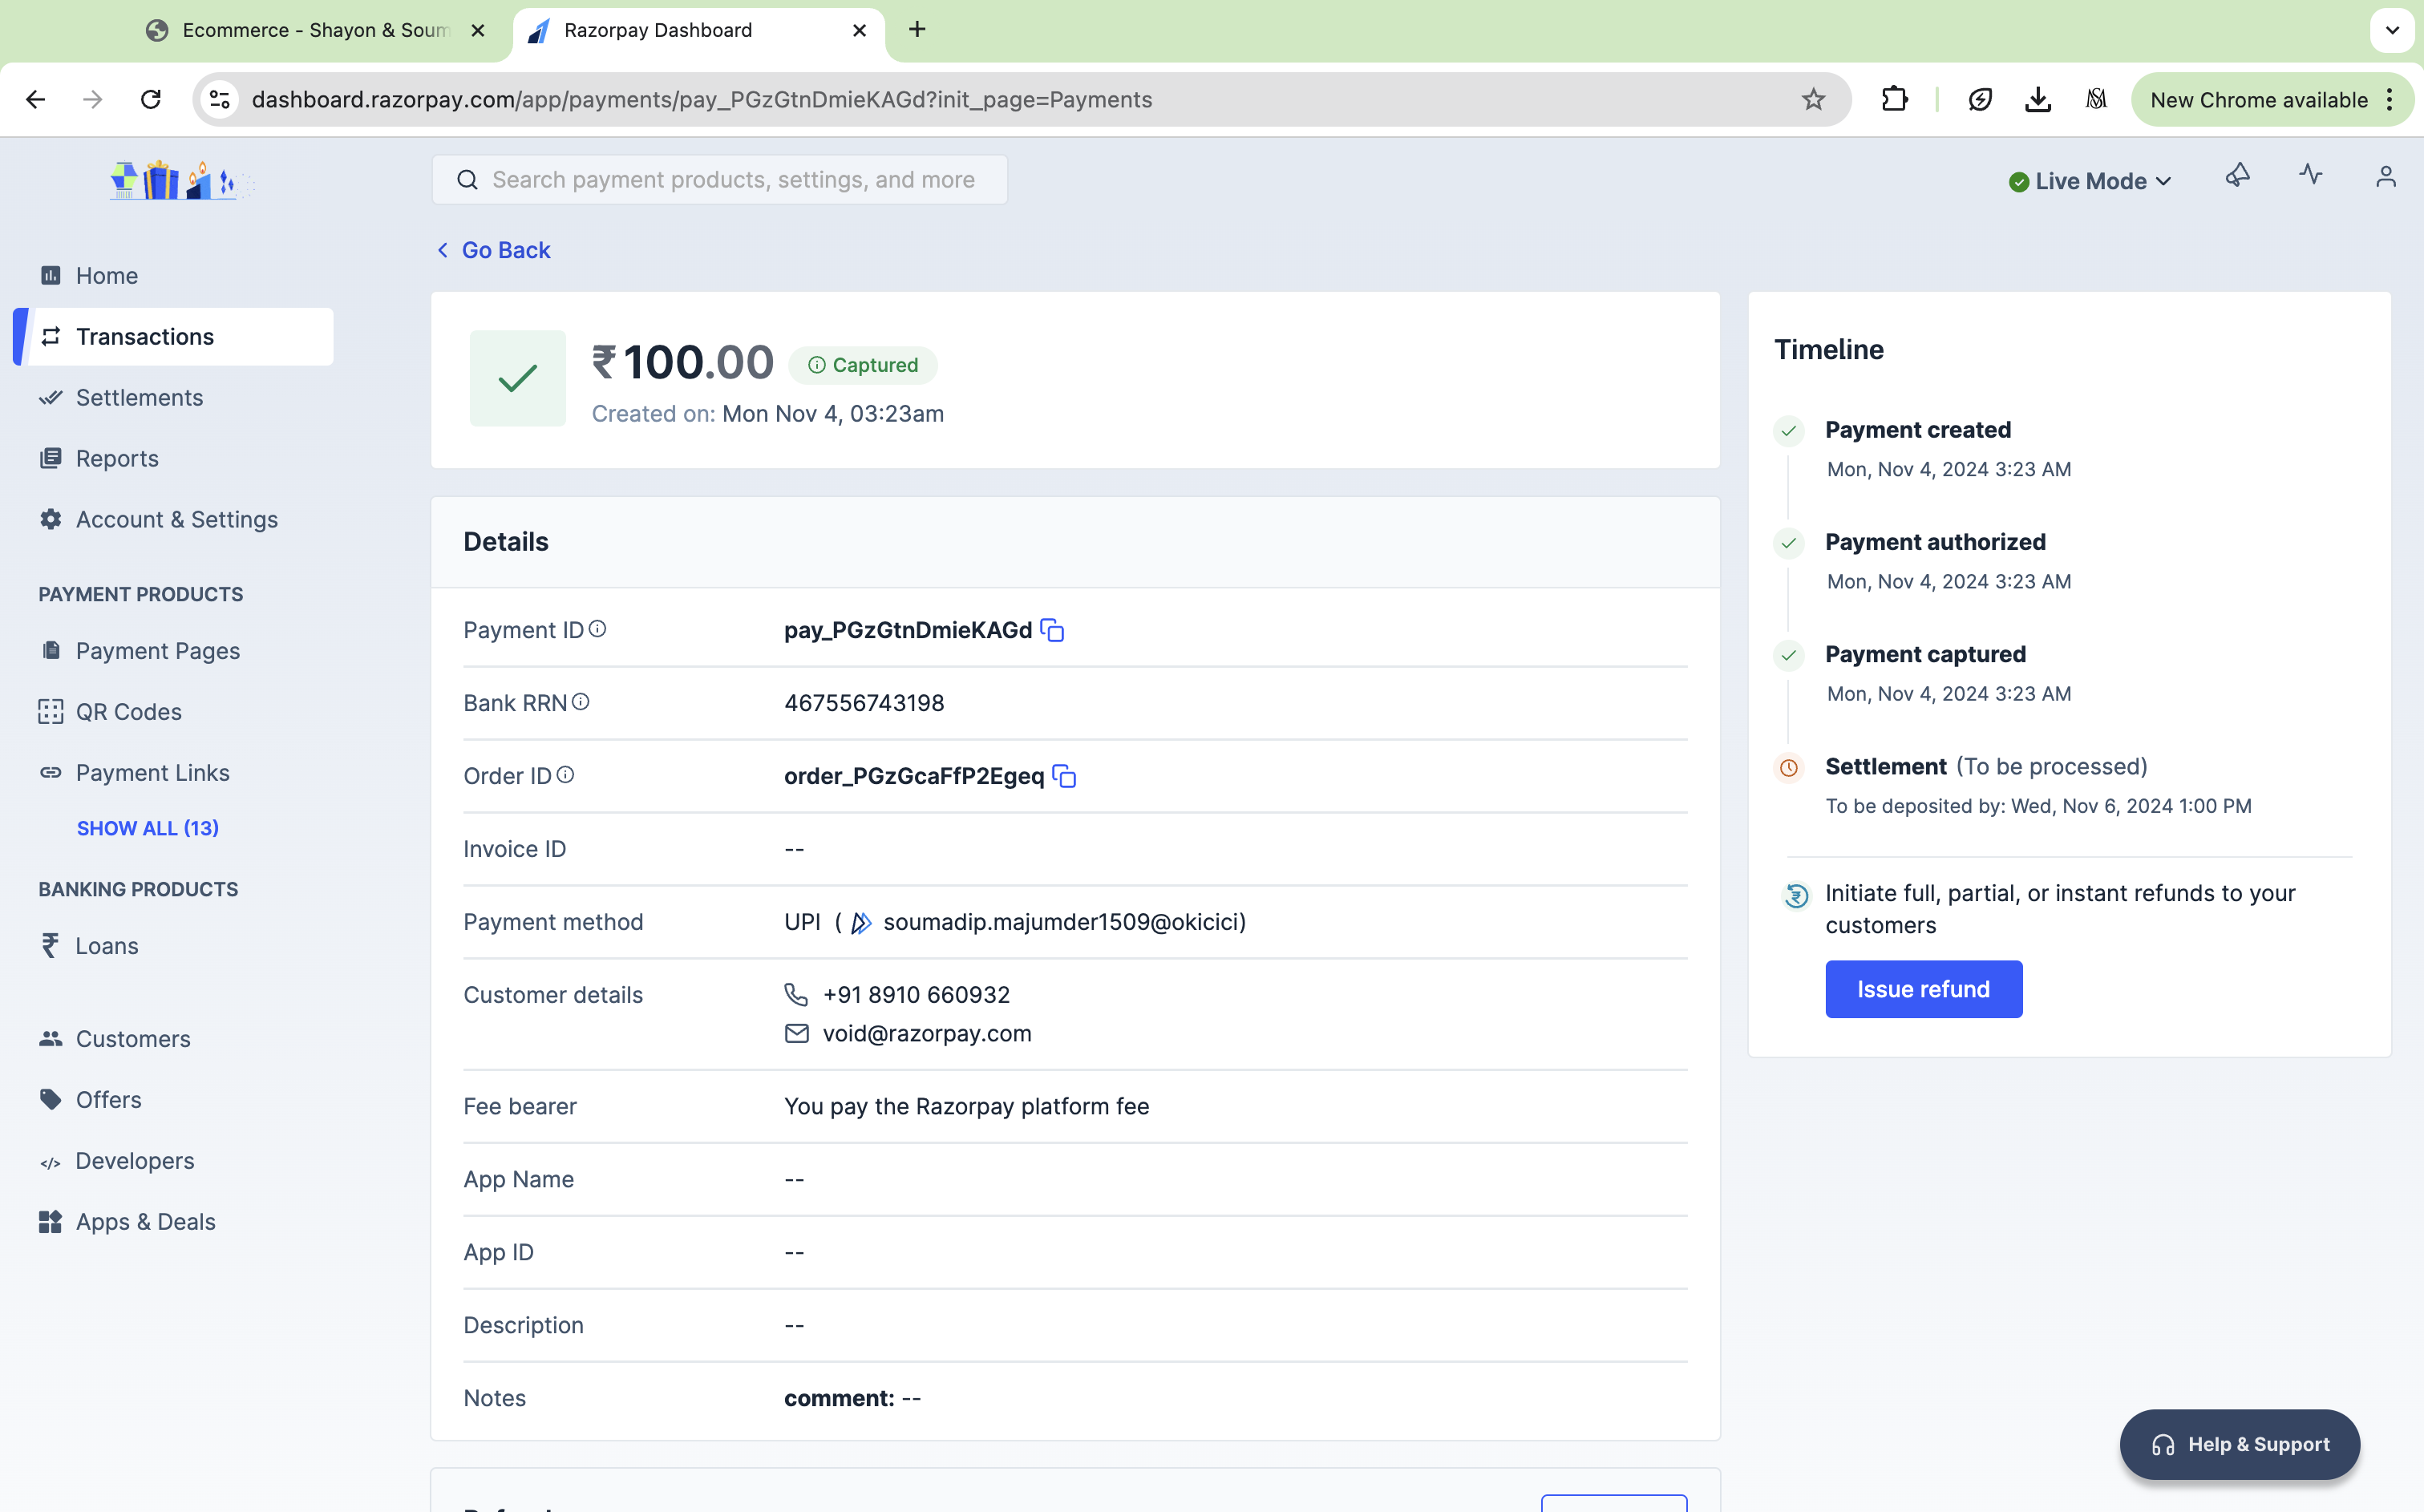 Ecommerce - Shayon & Soum
Razorpay Dashboard
dashboard.razorpay.com/app/payments/pay_PGzGtnDmieKAGd?init_page=Payments
New Chrome available
Search payment products, settings, and more
Live Mode
Home
Transactions
Settlements
Reports
Account & Settings
PAYMENT PRODUCTS
Payment Pages
QR Codes
Payment Links
SHOW ALL (13)
BANKING PRODUCTS
Loans
Customers
Offers
Developers
Apps & Deals
Go Back
₹100.00 Captured
Created on: Mon Nov 4, 03:23am
Details
Payment ID pay_PGzGtnDmieKAGd
Bank RRN 467556743198
Order ID order_PGzGcaFfP2Egeq
Invoice ID --
Payment method UPI ( soumadip.majumder1509@okicici)
Customer details +91 8910 660932
void@razorpay.com
Fee bearer You pay the Razorpay platform fee
App Name --
App ID --
Description --
Notes comment: --
Timeline
Payment created
Mon, Nov 4, 2024 3:23 AM
Payment authorized
Mon, Nov 4, 2024 3:23 AM
Payment captured
Mon, Nov 4, 2024 3:23 AM
Settlement (To be processed)
To be deposited by: Wed, Nov 6, 2024 1:00 PM
Initiate full, partial, or instant refunds to your
customers
Issue refund
Help & Support